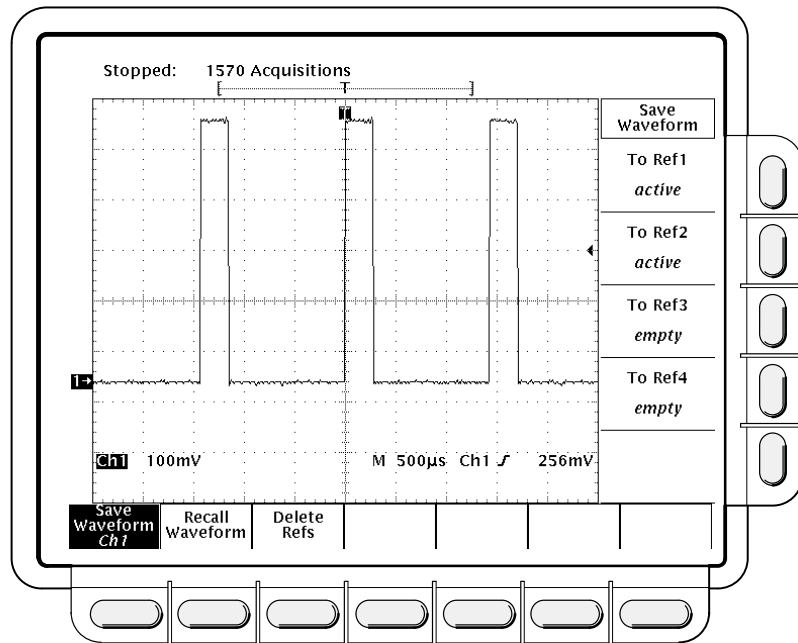 Stopped: 1570 Acquisitions
T
Save
Waveform
To Ref1
active
To Ref2
active
To Ref3
empty
To Ref4
empty
1→
Ch1 100mV M 500µs Ch1 256mV
Save
Waveform
Ch1
Recall
Waveform
Delete
Refs